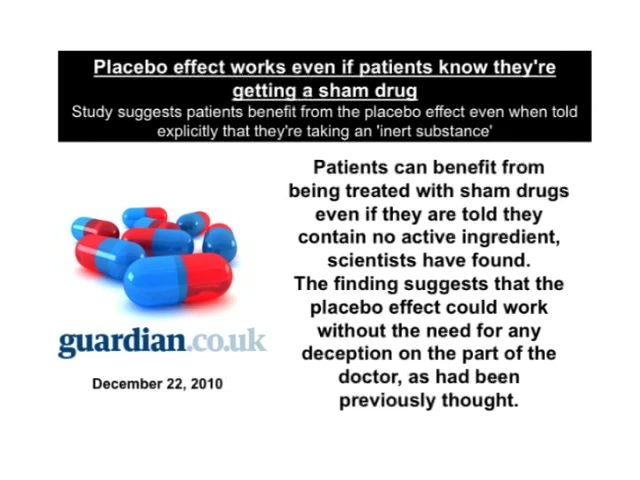 Placebo effect works even if patients know they're
getting a sham drug
Study suggests patients benefit from the placebo effect even when told
explicitly that they're taking an 'inert substance'
Patients can benefit from
being treated with sham drugs
even if they are told they
contain no active ingredient,
scientists have found.
The finding suggests that the
placebo effect could work
without the need for any
deception on the part of the
doctor, as had been
previously thought.
guardian.co.uk
December 22, 2010